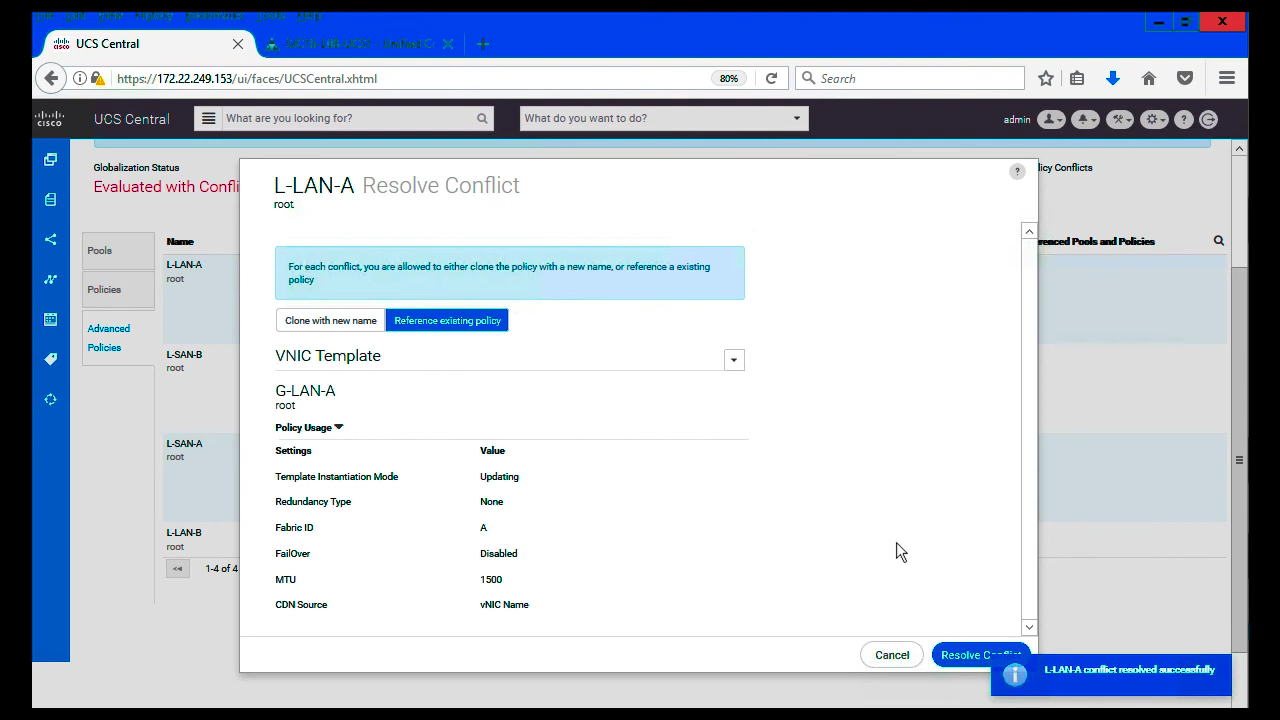 UCS Central
https://172.22.249.153/ui/faces/UCSCentral.xhtml
80%
Search
cisco
UCS Central
What are you looking for?
What do you want to do?
admin
Globalization Status
Evaluated with Confli
licy Conflicts
Pools
Policies
Advanced
Policies
Name
renced Pools and Policies
L-LAN-A
root
L-SAN-B
root
L-SAN-A
root
L-LAN-B
root
1-4 of 4
L-LAN-A Resolve Conflict
root
For each conflict, you are allowed to either clone the policy with a new name, or reference a existing
policy
Clone with new name
Reference existing policy
VNIC Template
G-LAN-A
root
Policy Usage
Settings Value
Template Instantiation Mode Updating
Redundancy Type None
Fabric ID A
FailOver Disabled
MTU 1500
CDN Source vNIC Name
Cancel
Resolve Conflict
L-LAN-A conflict resolved successfully